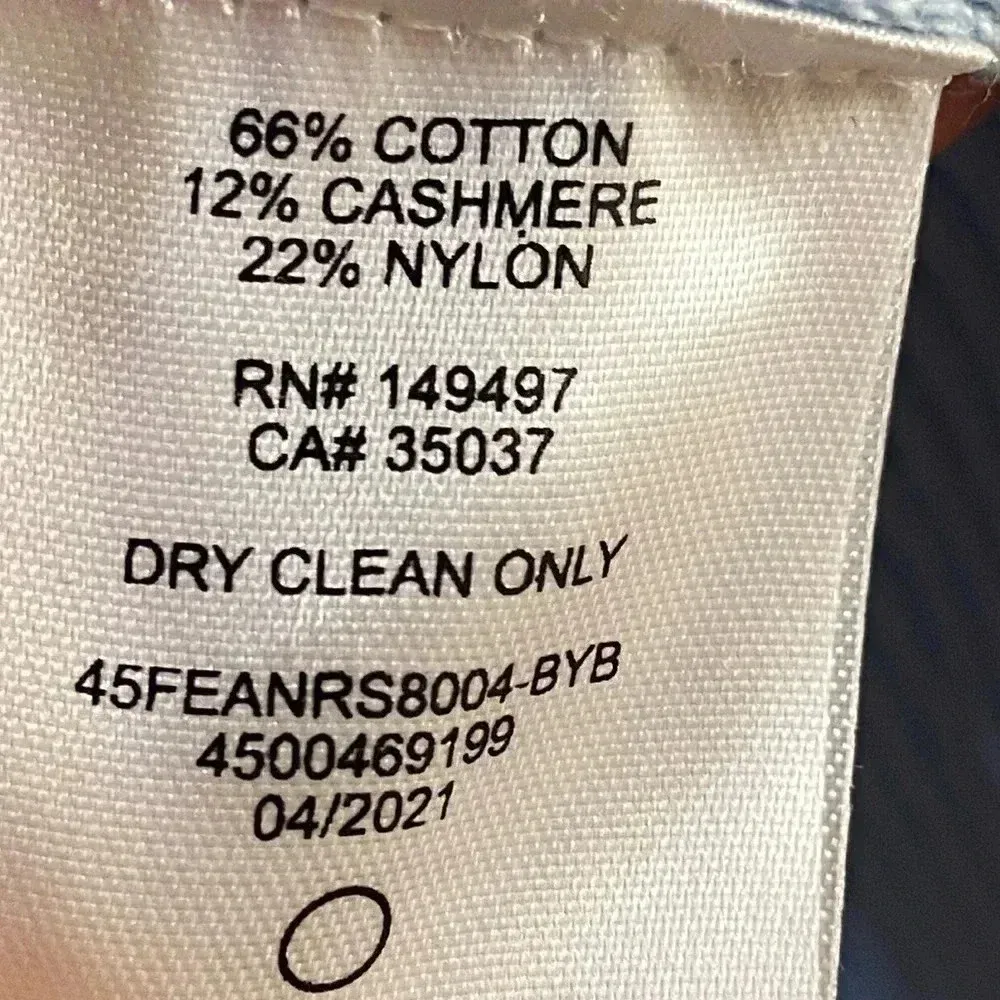 66% COTTON
12% CASHMERE
22% NYLON
RN# 149497
CA# 35037
DRY CLEAN ONLY
45FEANRS8004-BYB
4500469199
04/2021